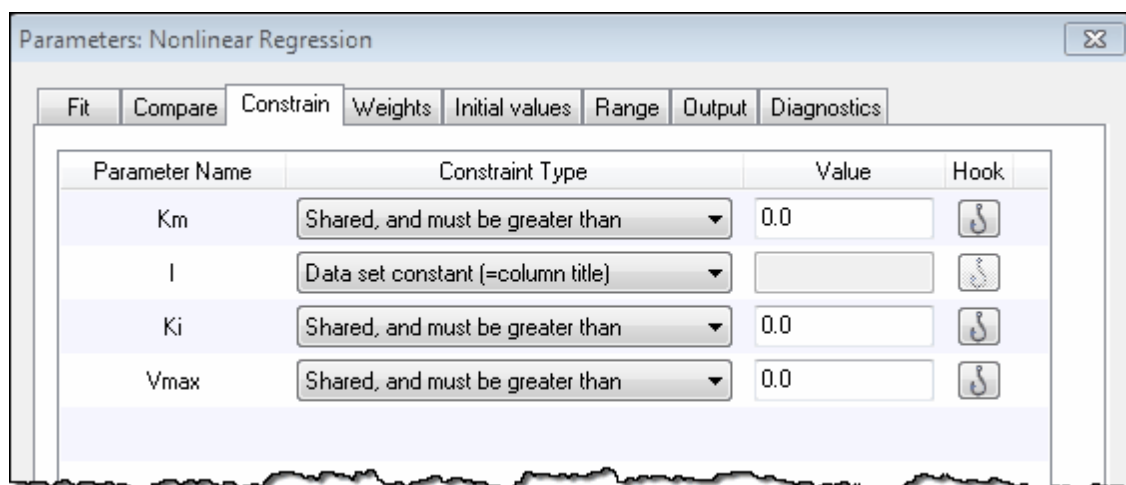 Parameters: Nonlinear Regression
Fit Compare Constrain Weights Initial values Range Output Diagnostics
Parameter Name Constraint Type Value Hook
Km Shared, and must be greater than 0.0
I Data set constant (=column title)
Ki Shared, and must be greater than 0.0
Vmax Shared, and must be greater than 0.0